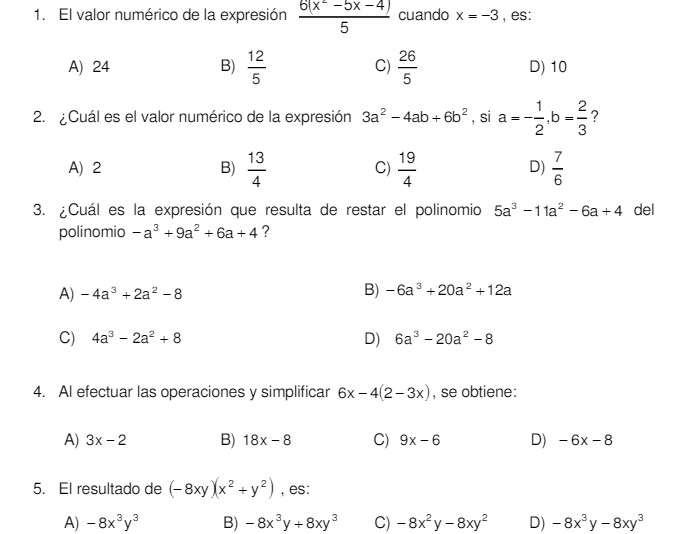 1. El valor numérico de la expresión 6(x² - 5x - 4)/5 cuando x = -3, es:
A) 24 B) 12/5 C) 26/5 D) 10
2. ¿Cuál es el valor numérico de la expresión 3a² - 4ab + 6b², si a = -1/2, b = 2/3?
A) 2 B) 13/4 C) 19/4 D) 7/6
3. ¿Cuál es la expresión que resulta de restar el polinomio 5a³ - 11a² - 6a + 4 del
polinomio - a³ + 9a² + 6a + 4?
A) - 4a³ + 2a² - 8 B) - 6a³ + 20a² + 12a
C) 4a³ - 2a² + 8 D) 6a³ - 20a² - 8
4. Al efectuar las operaciones y simplificar 6x - 4(2 - 3x), se obtiene:
A) 3x - 2 B) 18x - 8 C) 9x - 6 D) - 6x - 8
5. El resultado de (- 8xy)(x² + y²), es:
A) - 8x³y³ B) - 8x³y + 8xy³ C) - 8x²y - 8xy² D) - 8x³y - 8xy³